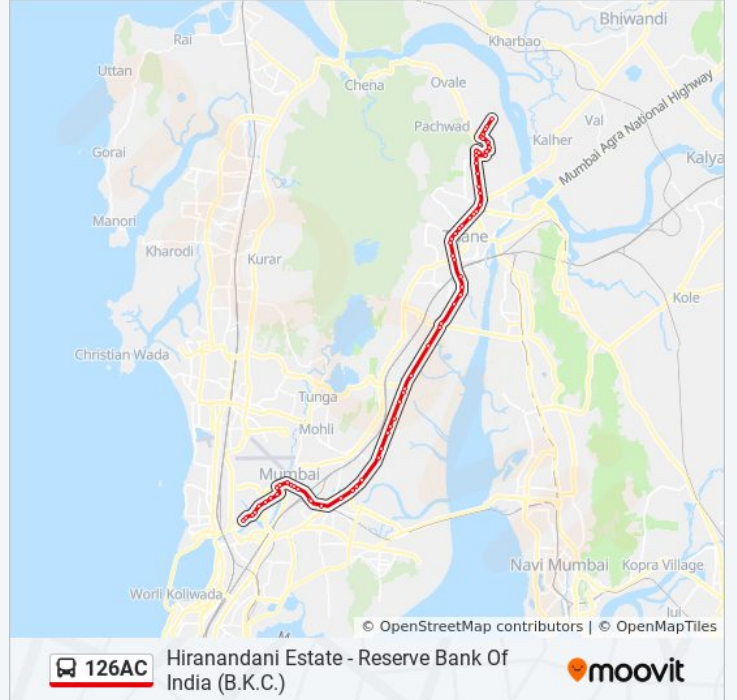 Bhiwandi
Rai
Kharbao
Uttan
Chena
Ovale
Pachwad
Val
Mumbai Agra National Highway
Gorai
Kalher
Kalya
Manori
Kharodi
Kurar
Kole
Christian Wada
Tunga
Mohli
Mumbai
Navi Mumbai
Kopra Village
Worli Koliwada
© OpenStreetMap contributors | © OpenMapTiles
126AC
Hiranandani Estate - Reserve Bank Of
India (B.K.C.)
moovit